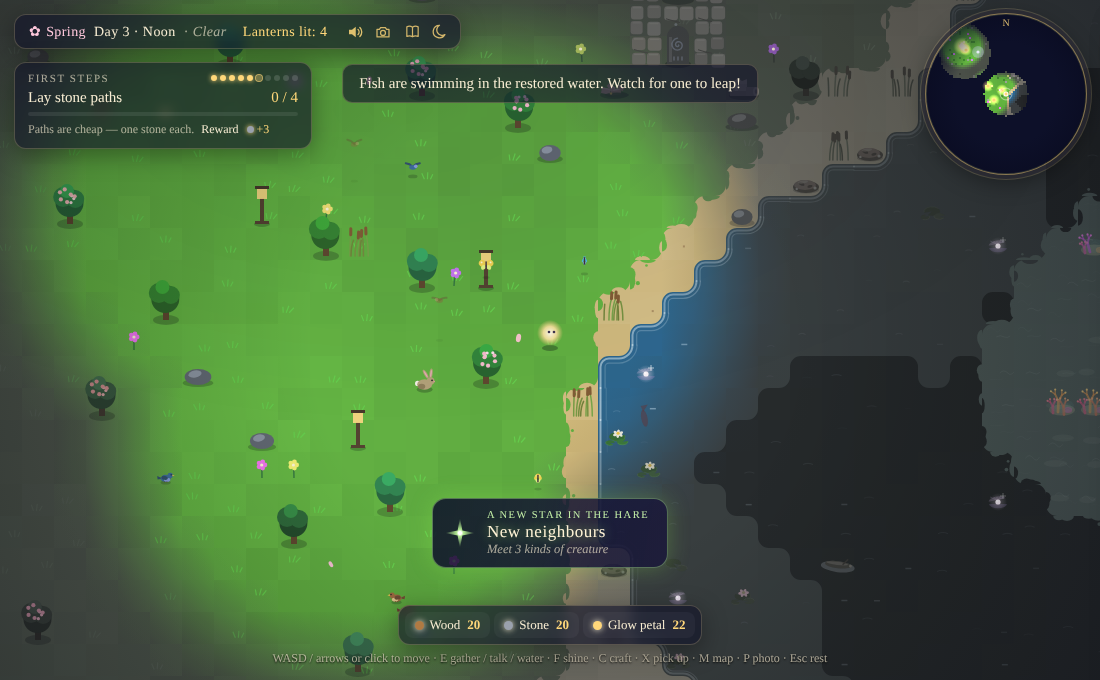 ✿ Spring Day 3 · Noon · Clear Lanterns lit: 4
FIRST STEPS
Lay stone paths 0 / 4
Paths are cheap — one stone each. Reward +3
Fish are swimming in the restored water. Watch for one to leap!
N
A NEW STAR IN THE HARE
New neighbours
Meet 3 kinds of creature
Wood 20 Stone 20 Glow petal 22
WASD / arrows or click to move · E gather / talk / water · F shine · C craft · X pick up · M map · P photo · Esc rest